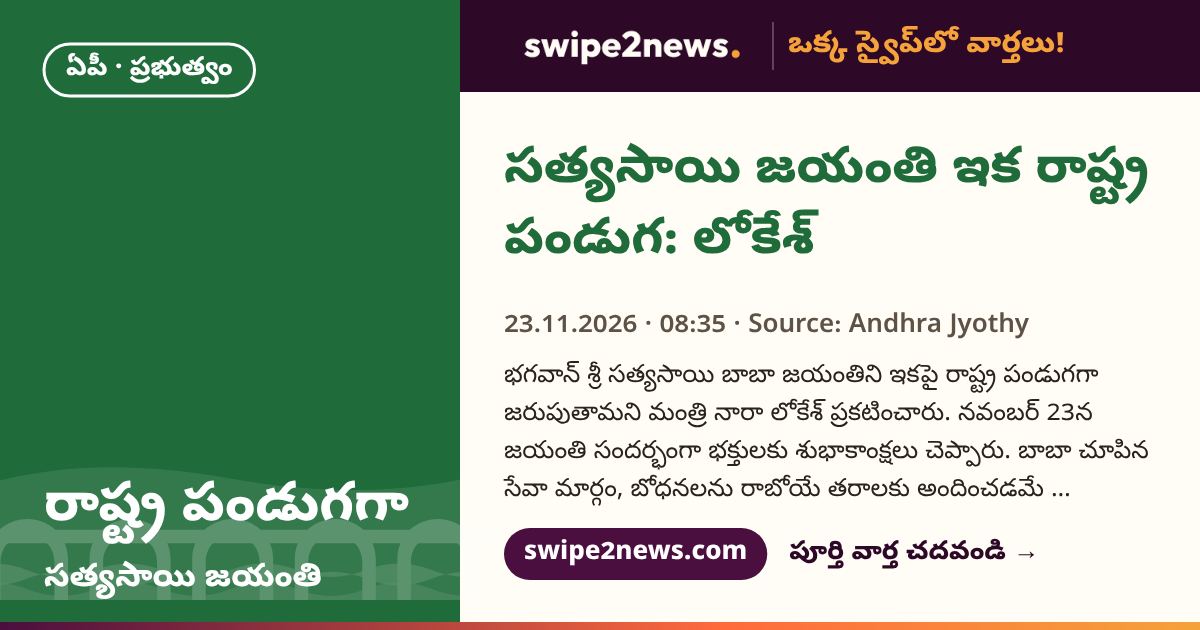 ఏపీ · ప్రభుత్వం
రాష్ట్ర పండుగగా
సత్యసాయి జయంతి
swipe2news.
ఒక్క స్వైప్‌లో వార్తలు!
సత్యసాయి జయంతి ఇక రాష్ట్ర
పండుగ: లోకేశ్
23.11.2026 · 08:35 · Source: Andhra Jyothy
భగవాన్ శ్రీ సత్యసాయి బాబా జయంతిని ఇకపై రాష్ట్ర పండుగగా
జరుపుతామని మంత్రి నారా లోకేశ్ ప్రకటించారు. నవంబర్ 23న
జయంతి సందర్భంగా భక్తులకు శుభాకాంక్షలు చెప్పారు. బాబా చూపిన
సేవా మార్గం, బోధనలను రాబోయే తరాలకు అందించడమే ...
swipe2news.com
పూర్తి వార్త చదవండి →